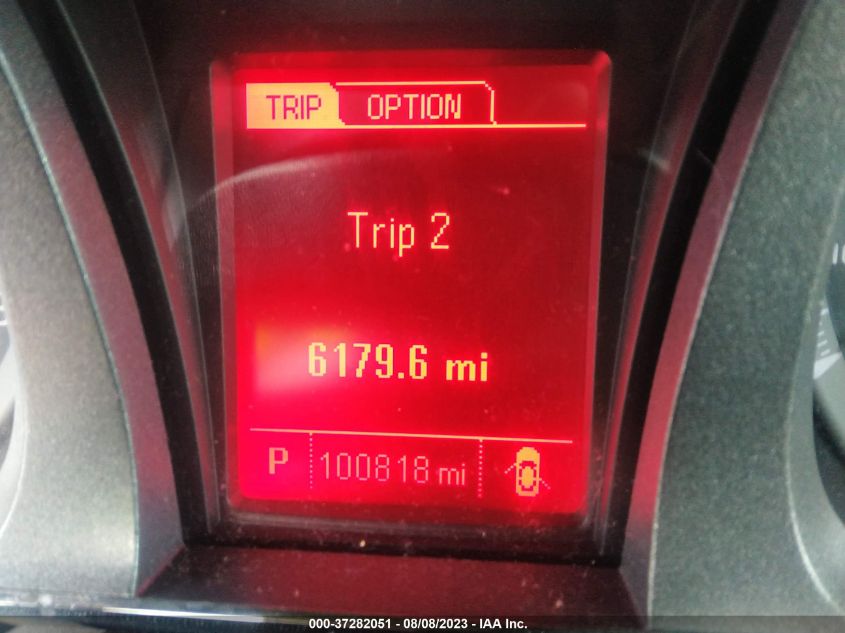 TRIP OPTION
Trip 2
6179.6 mi
P 100818 mi
000-37282051 - 08/08/2023 - IAA Inc.